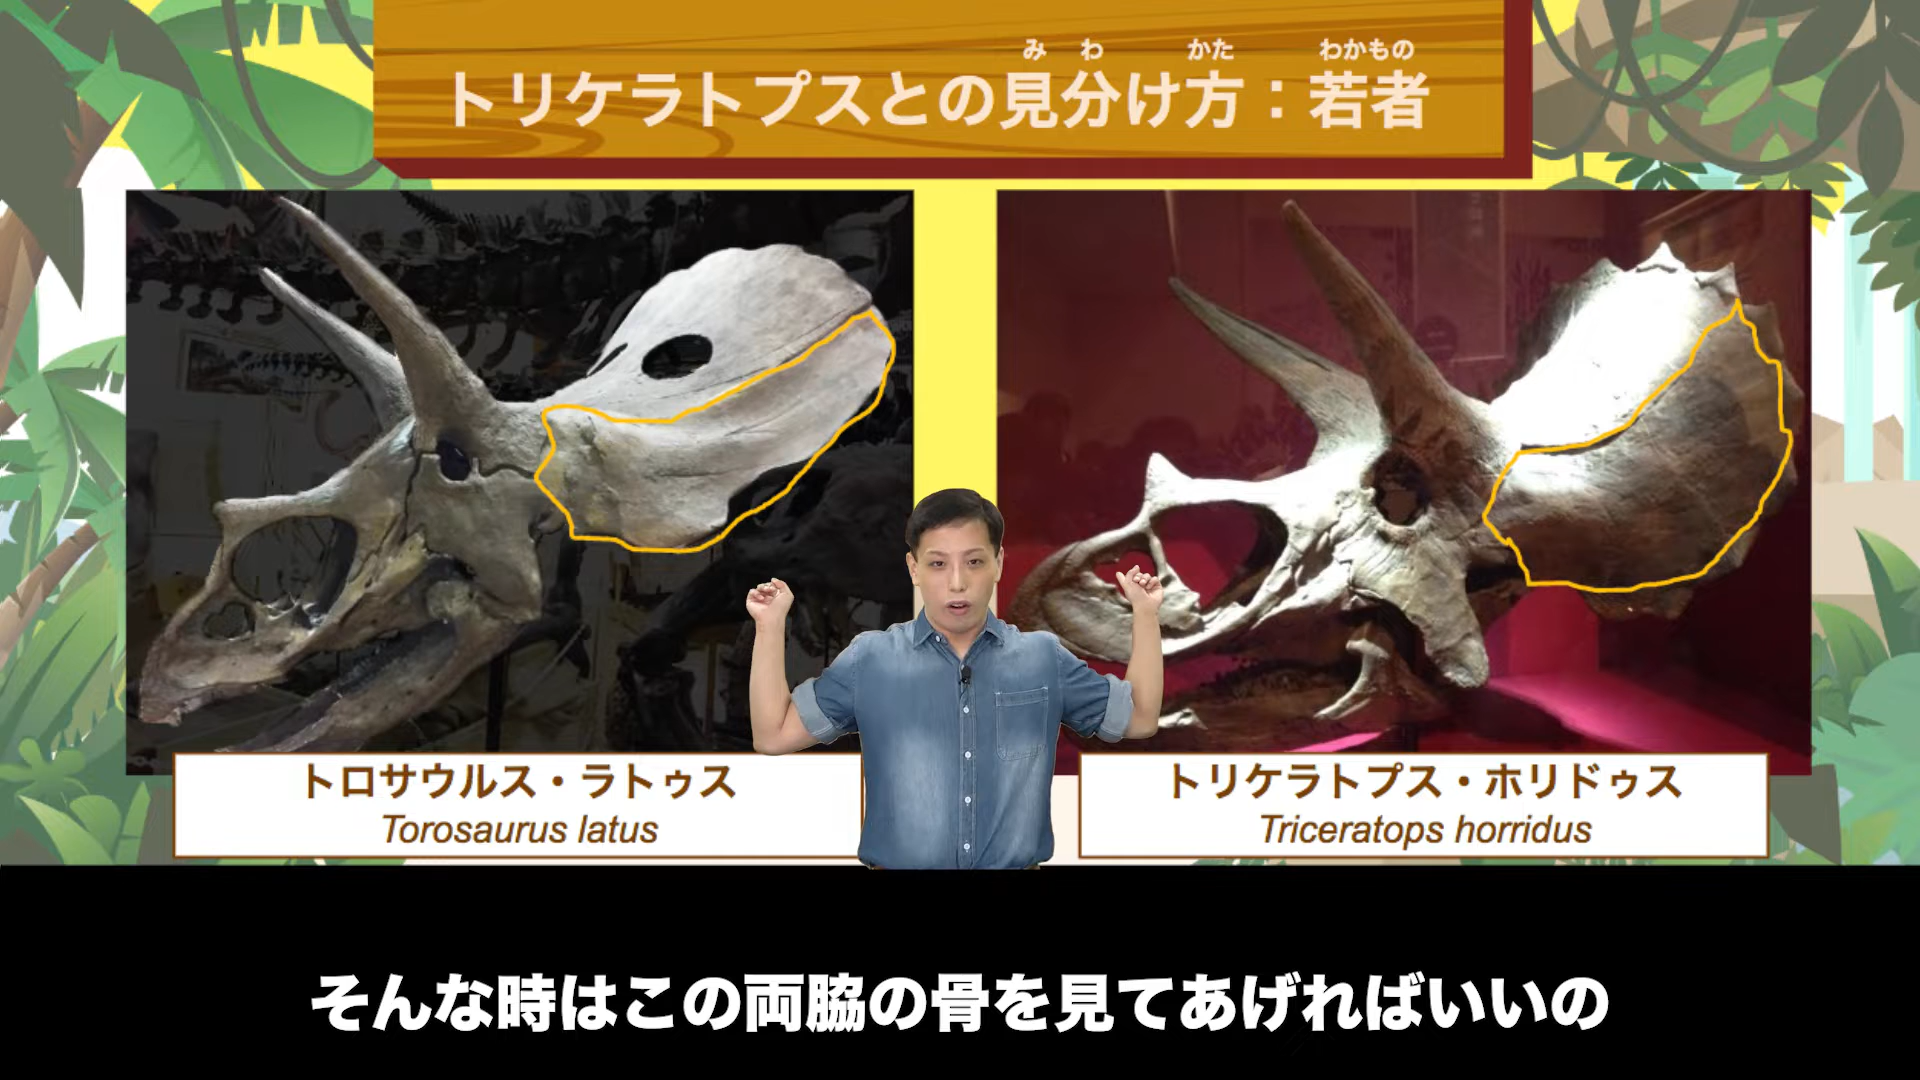 み わ かた わかもの
トリケラトプスとの見分け方：若者
トロサウルス・ラトゥス
Torosaurus latus
トリケラトプス・ホリドゥス
Triceratops horridus
そんな時はこの両脇の骨を見てあげればいいの